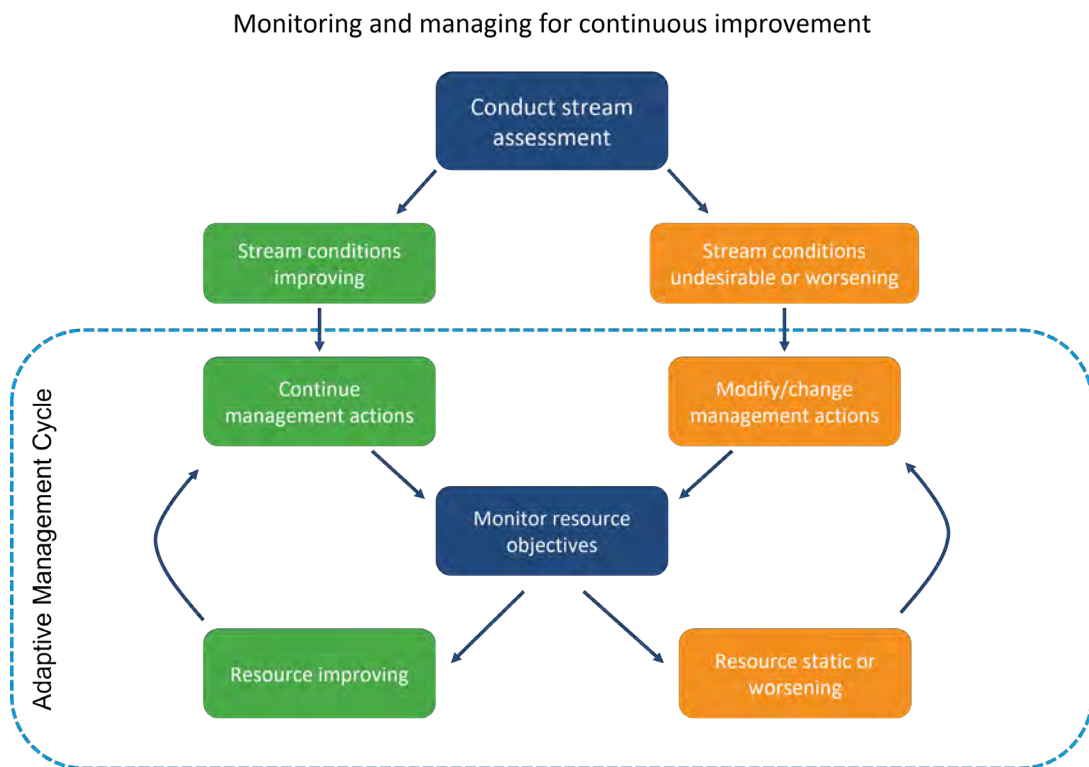 Monitoring and managing for continuous improvement
Conduct stream
assessment
Stream conditions
improving
Stream conditions
undesirable or worsening
Adaptive Management Cycle
Continue
management actions
Modify/change
management actions
Monitor resource
objectives
Resource improving
Resource static or
worsening